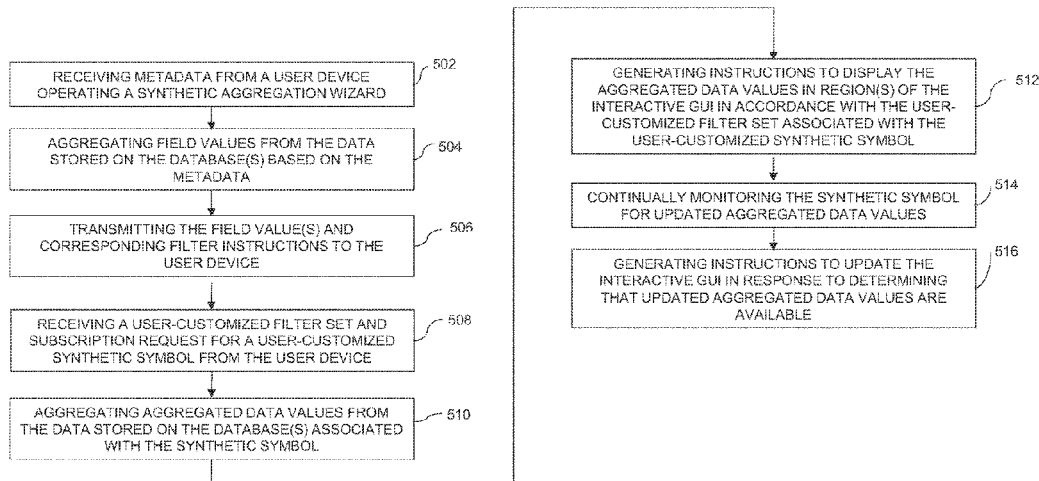 RECEIVING METADATA FROM A USER DEVICE
OPERATING A SYNTHETIC AGGREGATION WIZARD
502
AGGREGATING FIELD VALUES FROM THE DATA
STORED ON THE DATABASE(S) BASED ON THE
METADATA
504
TRANSMITTING THE FIELD VALUE(S) AND
CORRESPONDING FILTER INSTRUCTIONS TO THE
USER DEVICE
506
RECEIVING A USER-CUSTOMIZED FILTER SET AND
SUBSCRIPTION REQUEST FOR A USER-CUSTOMIZED
SYNTHETIC SYMBOL FROM THE USER DEVICE
508
AGGREGATING AGGREGATED DATA VALUES FROM
THE DATA STORED ON THE DATABASE(S) ASSOCIATED
WITH THE SYNTHETIC SYMBOL
510
GENERATING INSTRUCTIONS TO DISPLAY THE
AGGREGATED DATA VALUES IN REGION(S) OF THE
INTERACTIVE GUI IN ACCORDANCE WITH THE USER-
CUSTOMIZED FILTER SET ASSOCIATED WITH THE
USER-CUSTOMIZED SYNTHETIC SYMBOL
512
CONTINUALLY MONITORING THE SYNTHETIC SYMBOL
FOR UPDATED AGGREGATED DATA VALUES
514
GENERATING INSTRUCTIONS TO UPDATE THE
INTERACTIVE GUI IN RESPONSE TO DETERMINING
THAT UPDATED AGGREGATED DATA VALUES ARE
AVAILABLE
516